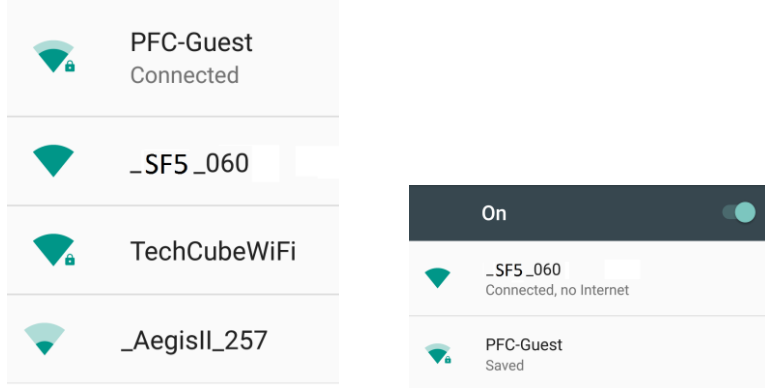 PFC-Guest
Connected
_SF5_060
TechCubeWiFi
_AegisII_257
On
_SF5_060
Connected, no Internet
PFC-Guest
Saved